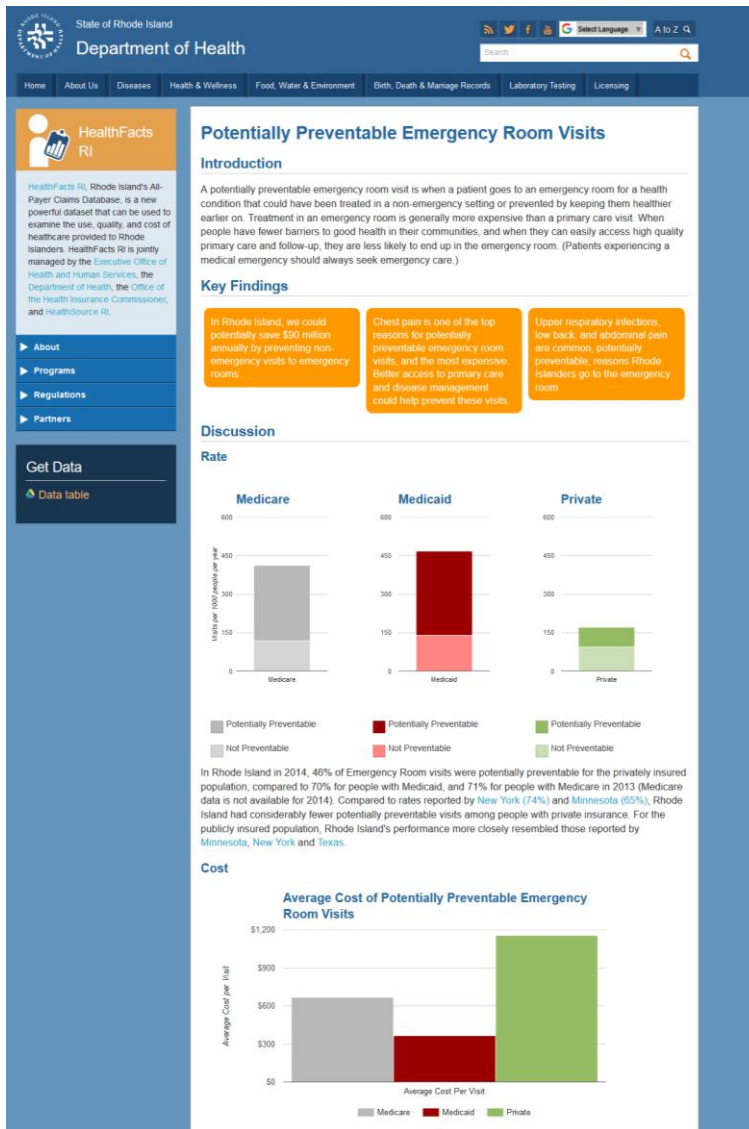 State of Rhode Island
Department of Health
Select Language
A to Z
Search
Home
About Us
Diseases
Health & Wellness
Food, Water & Environment
Birth, Death & Marriage Records
Laboratory Testing
Licensing
HealthFacts
RI
HealthFacts RI, Rhode Island's All-
Payer Claims Database, is a new
powerful dataset that can be used to
examine the use, quality, and cost of
healthcare provided to Rhode
Islanders. HealthFacts RI is jointly
managed by the Executive Office of
Health and Human Services, the
Department of Health, the Office of
the Health Insurance Commissioner,
and HealthSource RI.
About
Programs
Regulations
Partners
Get Data
Data table
Potentially Preventable Emergency Room Visits
Introduction
A potentially preventable emergency room visit is when a patient goes to an emergency room for a health
condition that could have been treated in a non-emergency setting or prevented by keeping them healthier
earlier on. Treatment in an emergency room is generally more expensive than a primary care visit. When
people have fewer barriers to good health in their communities, and when they can easily access high quality
primary care and follow-up, they are less likely to end up in the emergency room. (Patients experiencing a
medical emergency should always seek emergency care.)
Key Findings
In Rhode Island, we could
potentially save $90 million
annually by preventing non-
emergency visits to emergency
rooms.
Chest pain is one of the top
reasons for potentially
preventable emergency room
visits, and the most expensive.
Better access to primary care
and disease management
could help prevent these visits.
Upper respiratory infections,
low back, and abdominal pain
are common, potentially
preventable, reasons Rhode
Islanders go to the emergency
room.
Discussion
Rate
Medicare
600
450
300
150
0
Visits per 1000 people per year
Medicare
Potentially Preventable
Not Preventable
Medicaid
600
450
300
150
0
Medicaid
Potentially Preventable
Not Preventable
Private
600
450
300
150
0
Private
Potentially Preventable
Not Preventable
In Rhode Island in 2014, 46% of Emergency Room visits were potentially preventable for the privately insured
population, compared to 70% for people with Medicaid, and 71% for people with Medicare in 2013 (Medicare
data is not available for 2014). Compared to rates reported by New York (74%) and Minnesota (65%), Rhode
Island had considerably fewer potentially preventable visits among people with private insurance. For the
publicly insured population, Rhode Island's performance more closely resembled those reported by
Minnesota, New York and Texas.
Cost
Average Cost of Potentially Preventable Emergency
Room Visits
$1,200
$900
$600
$300
$0
Average Cost per Visit
Average Cost Per Visit
Medicare
Medicaid
Private